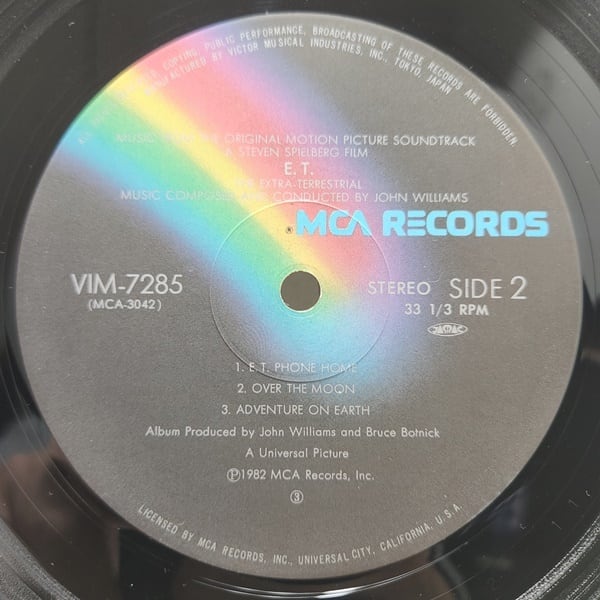 ALL RIGHTS RESERVED. COPYING, PUBLIC PERFORMANCE, BROADCASTING OF THESE RECORDS ARE FORBIDDEN.
MANUFACTURED BY VICTOR MUSICAL INDUSTRIES, INC., TOKYO, JAPAN
MUSIC FROM THE ORIGINAL MOTION PICTURE SOUNDTRACK
A STEVEN SPIELBERG FILM
E.T.
THE EXTRA-TERRESTRIAL
MUSIC COMPOSED AND CONDUCTED BY JOHN WILLIAMS
®MCA RECORDS
VIM-7285
(MCA-3042)
STEREO SIDE 2
33 1/3 RPM
JASRAC
1. E.T. PHONE HOME
2. OVER THE MOON
3. ADVENTURE ON EARTH
Album Produced by John Williams and Bruce Botnick
A Universal Picture
Ⓟ1982 MCA Records, Inc.
③
LICENSED BY MCA RECORDS, INC., UNIVERSAL CITY, CALIFORNIA, U.S.A.